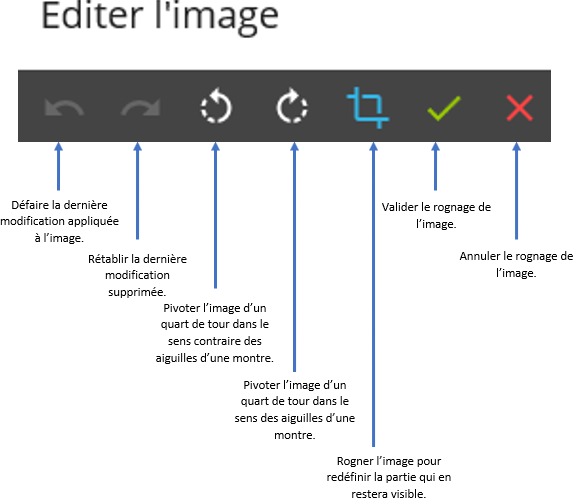 Editer l'image
Défaire la dernière
modification appliquée
à l'image.
Rétablir la dernière
modification
supprimée.
Pivoter l'image d'un
quart de tour dans le
sens contraire des
aiguilles d'une montre.
Pivoter l'image d'un
quart de tour dans le
sens des aiguilles d'une
montre.
Rogner l'image pour
redéfinir la partie qui en
restera visible.
Valider le rognage de
l'image.
Annuler le rognage de
l'image.